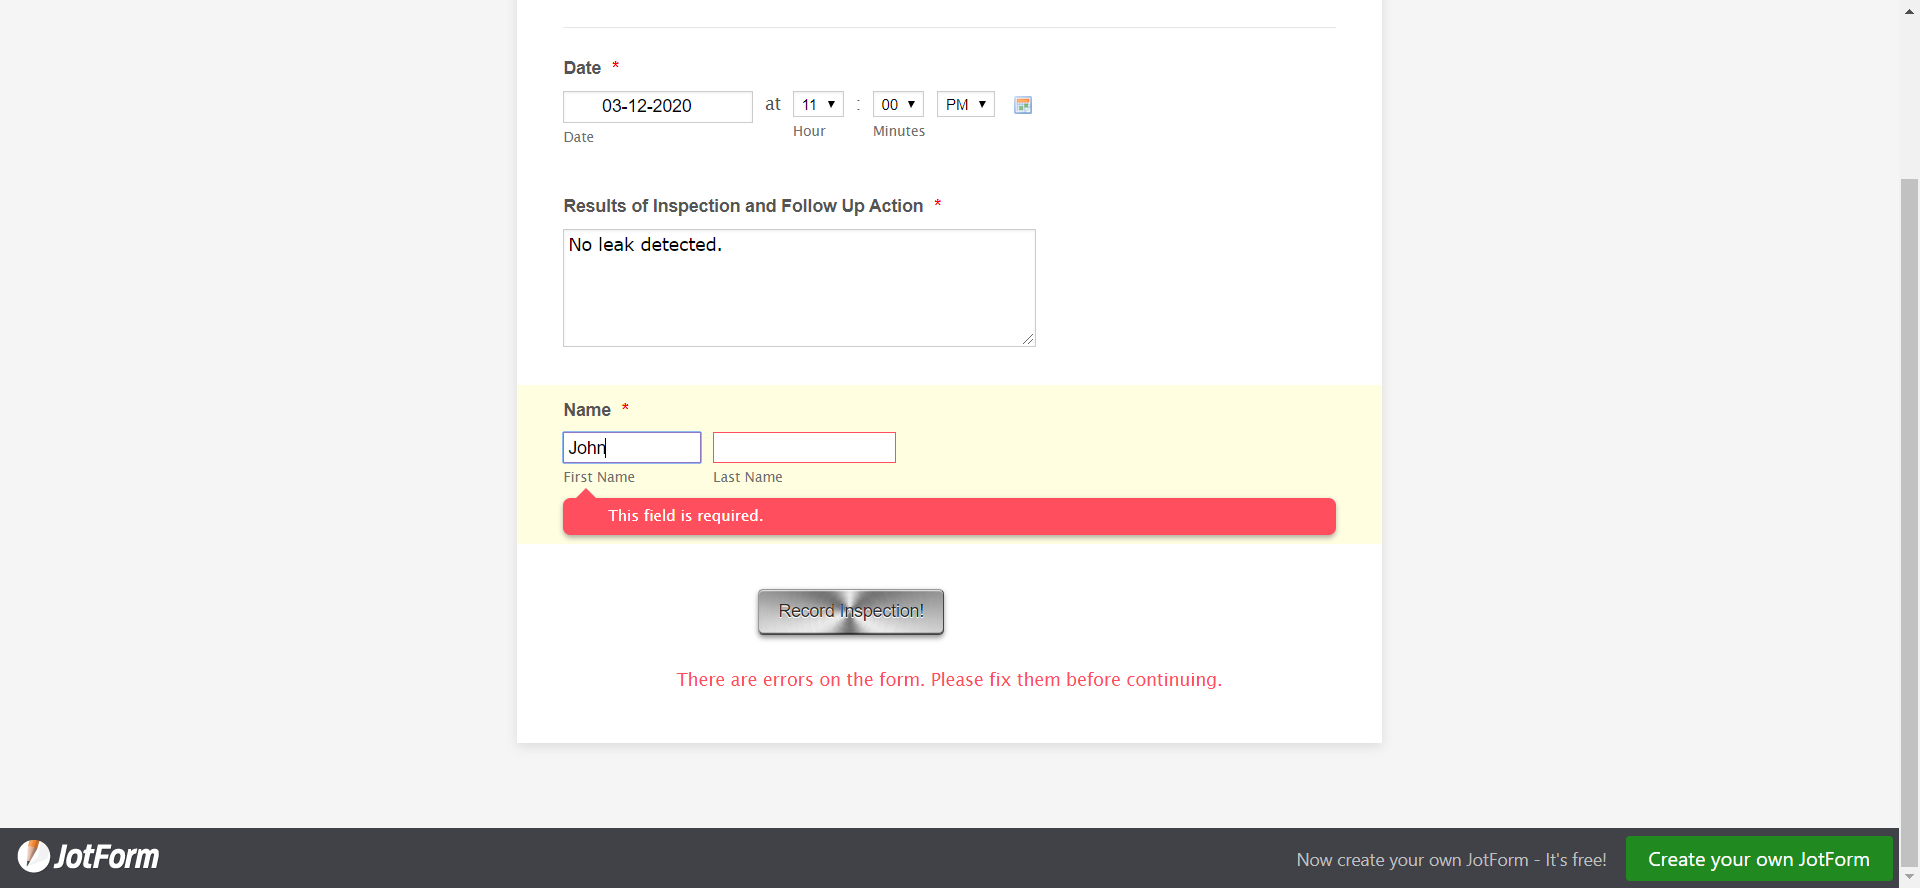 Date *
03-12-2020 at 11 : 00 PM
Date Hour Minutes
Results of Inspection and Follow Up Action *
No leak detected.
Name *
John
First Name Last Name
This field is required.
Record Inspection!
There are errors on the form. Please fix them before continuing.
JotForm Now create your own JotForm - It's free! Create your own JotForm